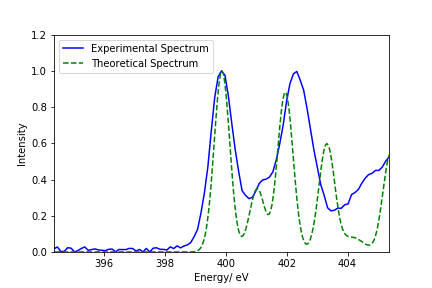 1.2
1.0
0.8
0.6
0.4
0.2
0.0
Intensity
Experimental Spectrum
Theoretical Spectrum
396 398 400 402 404
Energy/ eV